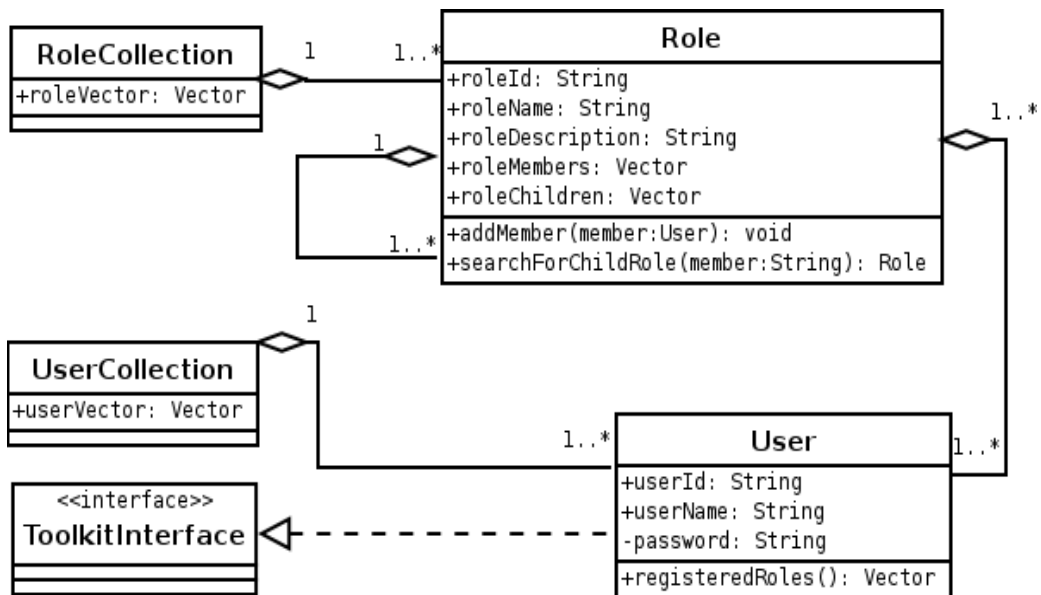 RoleCollection
+roleVector: Vector
1
1..*
Role
+roleId: String
+roleName: String
+roleDescription: String
+roleMembers: Vector
+roleChildren: Vector
+addMember(member:User): void
+searchForChildRole(member:String): Role
1
1..*
1..*
1..*
UserCollection
+userVector: Vector
1
1..*
User
+userId: String
+userName: String
-password: String
+registeredRoles(): Vector
<<interface>>
ToolkitInterface